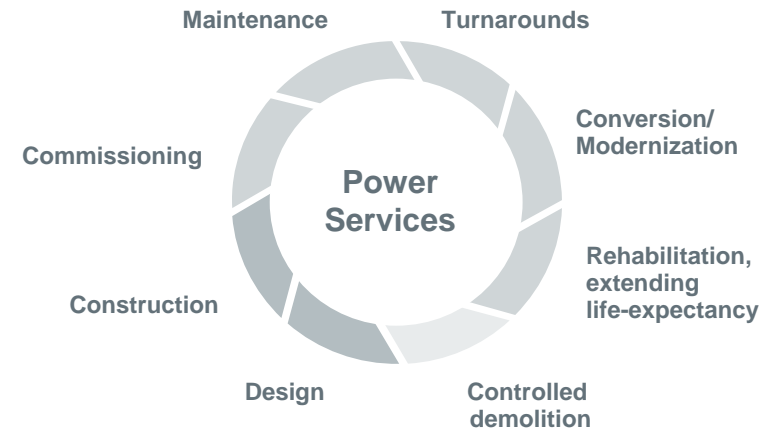 Maintenance
Turnarounds
Conversion/
Modernization
Commissioning
Power
Services
Rehabilitation,
extending
life-expectancy
Construction
Design
Controlled
demolition